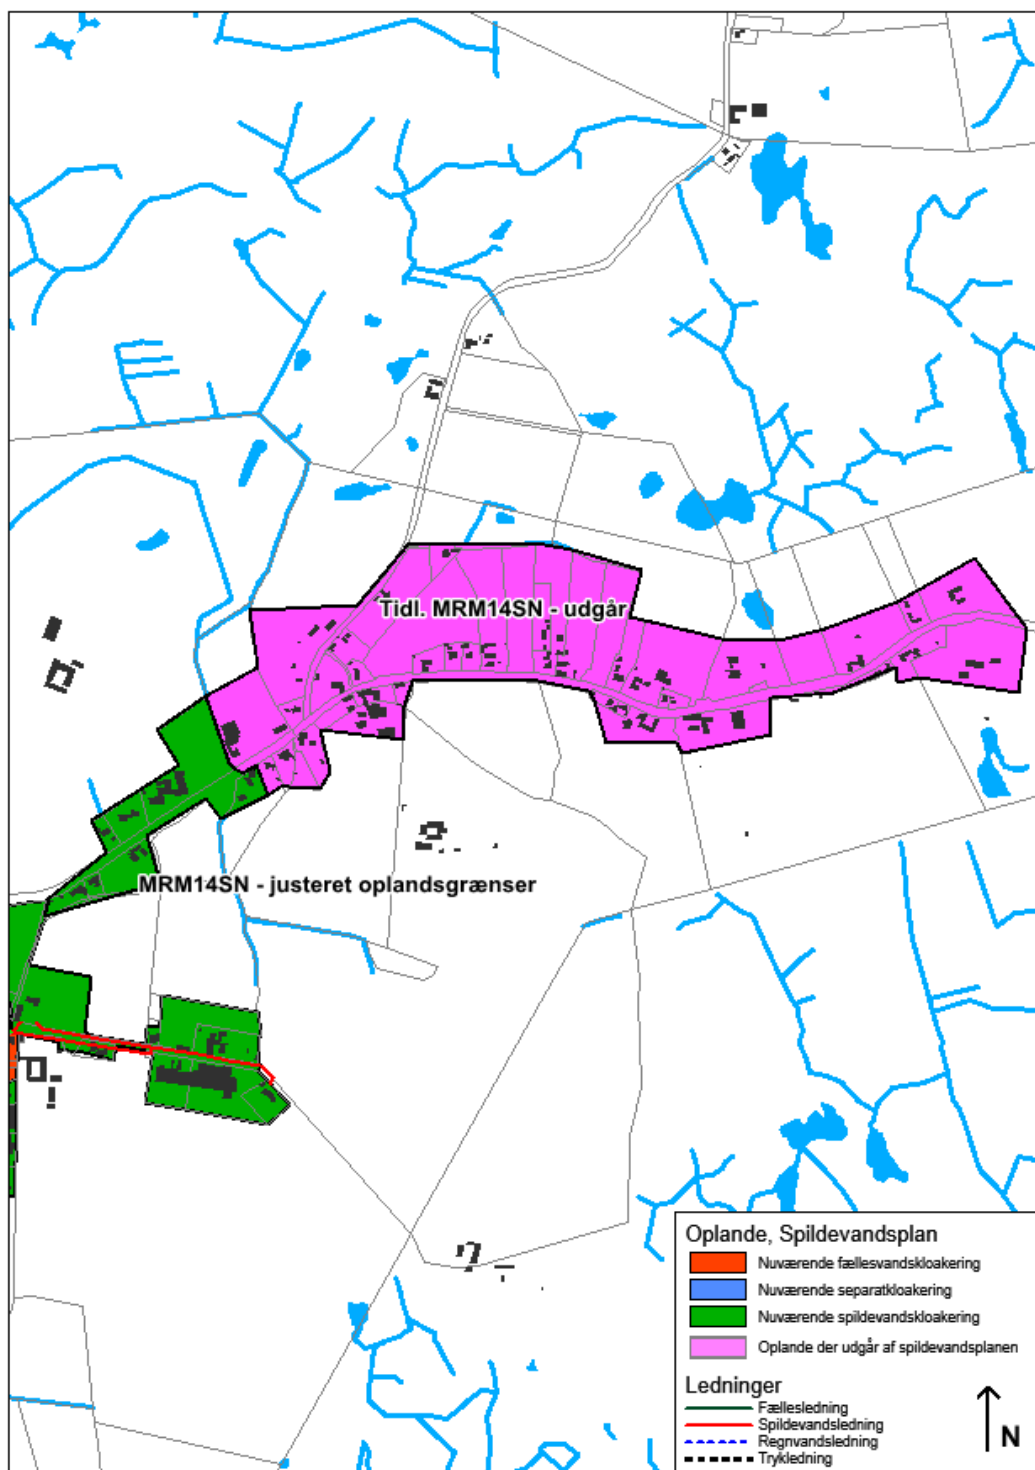 Tidl. MRM14SN - udgår
MRM14SN - justeret oplandsgrænser
Oplande, Spildevandsplan
Nuværende fællesvandskloakering
Nuværende separatkloakering
Nuværende spildevandskloakering
Oplande der udgår af spildevandsplanen
Ledninger
Fællesledning
Spildevandsledning
Regnvandsledning
Trykledning
N